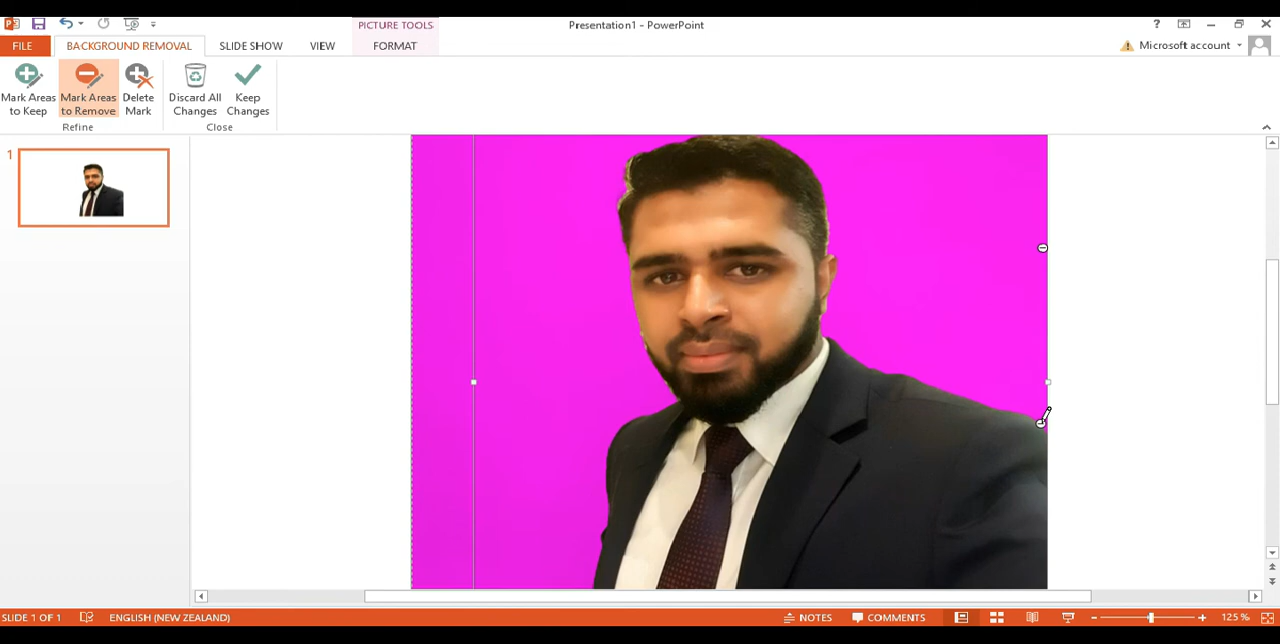 Presentation1 - PowerPoint
PICTURE TOOLS
?
FILE
BACKGROUND REMOVAL
SLIDE SHOW
VIEW
FORMAT
Microsoft account
Mark Areas to Keep
Mark Areas to Remove
Delete Mark
Discard All Changes
Keep Changes
Refine
Close
1
SLIDE 1 OF 1
ENGLISH (NEW ZEALAND)
NOTES
COMMENTS
125 %